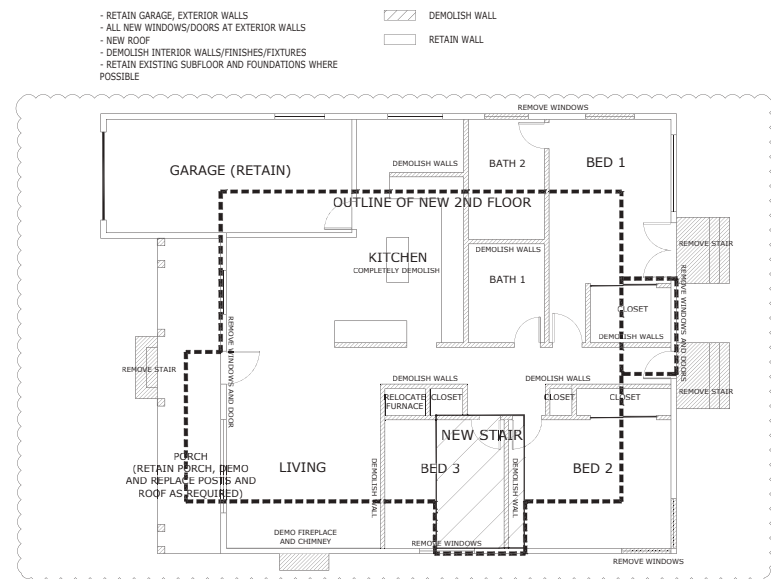 - RETAIN GARAGE, EXTERIOR WALLS
- ALL NEW WINDOWS/DOORS AT EXTERIOR WALLS
- NEW ROOF
- DEMOLISH INTERIOR WALLS/FINISHES/FIXTURES
- RETAIN EXISTING SUBFLOOR AND FOUNDATIONS WHERE
POSSIBLE
DEMOLISH WALL
RETAIN WALL
REMOVE WINDOWS
GARAGE (RETAIN)
DEMOLISH WALLS
BATH 2
BED 1
OUTLINE OF NEW 2ND FLOOR
REMOVE STAIR
KITCHEN
COMPLETELY DEMOLISH
DEMOLISH WALLS
BATH 1
REMOVE WINDOWS AND DOORS
CLOSET
DEMOLISH WALLS
REMOVE WINDOWS AND DOOR
REMOVE STAIR
DEMOLISH WALLS
DEMOLISH WALLS
REMOVE STAIR
RELOCATE
FURNACE
CLOSET
CLOSET
CLOSET
NEW STAIR
PORCH
(RETAIN PORCH, DEMO
AND REPLACE POSTS AND
ROOF AS REQUIRED)
LIVING
DEMOLISH WALL
BED 3
DEMOLISH WALL
BED 2
DEMO FIREPLACE
AND CHIMNEY
REMOVE WINDOWS
REMOVE WINDOWS